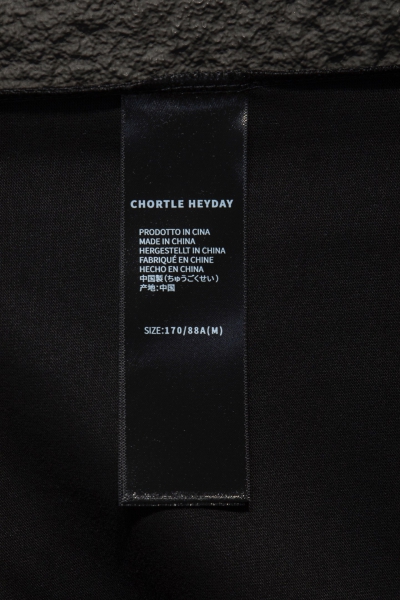 CHORTLE HEYDAY
PRODOTTO IN CINA
MADE IN CHINA
HERGESTELLT IN CHINA
FABRIQUÉ EN CHINE
HECHO EN CHINA
中国製(ちゅうごくせい)
产地:中国
SIZE:170/88A(M)